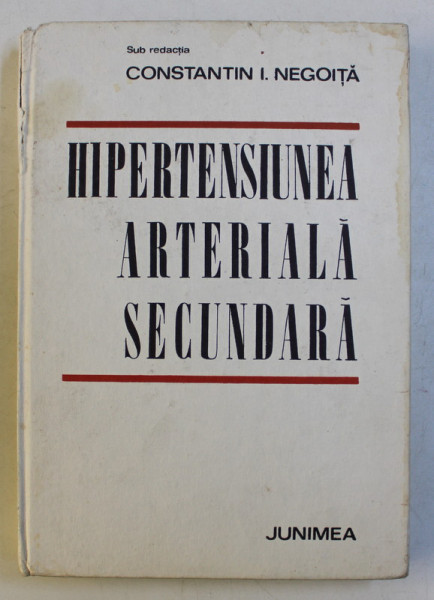 Sub redacția
CONSTANTIN I. NEGOIȚĂ
HIPERTENSIUNEA
ARTERIALĂ
SECUNDARĂ
JUNIMEA